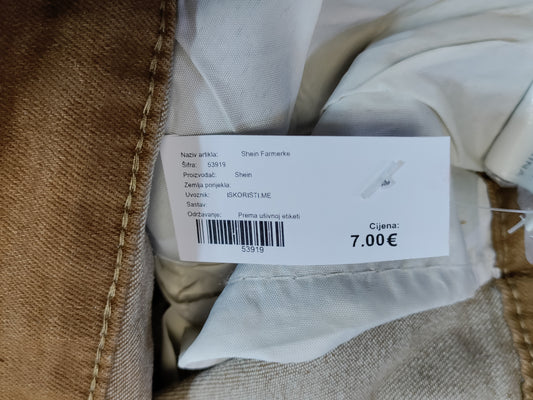 Naziv artikla: Shein Farmerke
Šifra: 53919
Proizvođač: Shein
Zemlja porijekla:
Uvoznik: ISKORISTI.ME
Sastav:
Održavanje: Prema ušivnoj etiketi
53919
Cijena:
7.00€
INA